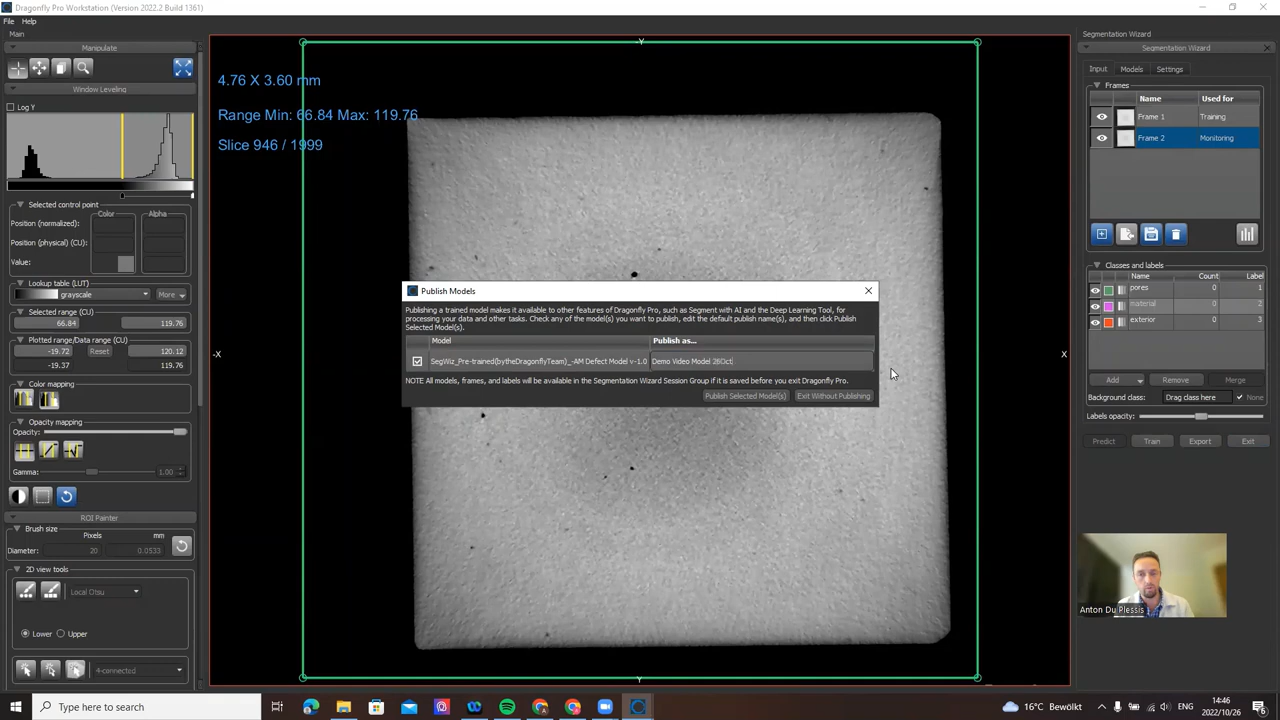 Dragonfly Pro Workstation (Version 2022.2 Build 1361)
File Help
Main
Manipulate
Window Leveling
Log Y
Selected control point
Color Alpha
Position (normalized):
Position (physical) (CU)
Value:
Lookup table (LUT)
grayscale More
Selected range (CU)
66.84 119.76
Plotted range/Data range (CU)
-19.72 Reset 120.12
-19.37 119.76
Color mapping
Opacity mapping
Opacity:
Gamma: 1.00
ROI Painter
Brush size
Pixels mm
Diameter: 20 0.0533
2D view tools
Local Otsu
Lower Upper
4-connected
4.76 X 3.60 mm
Range Min: 66.84 Max: 119.76
Slice 946 / 1999
-Y
-X
X
Y
Publish Models
Publishing a trained model makes it available to other features of Dragonfly Pro, such as Segment with AI and the Deep Learning Tool, for
processing your data and other tasks. Check any of the model(s) you want to publish, edit the default publish name(s), and then click Publish
Selected Model(s).
Model Publish as...
SegWiz_Pre-trained(bytheDragonflyTeam)_-AM Defect Model v-1.0 Demo Video Model 26Oct
NOTE All models, frames, and labels will be available in the Segmentation Wizard Session Group if it is saved before you exit Dragonfly Pro.
Publish Selected Model(s) Exit Without Publishing
Segmentation Wizard
Segmentation Wizard
Input Models Settings
Frames
Name Used for
Frame 1 Training
Frame 2 Monitoring
Classes and labels
Name Count Label
pores 0 1
material 0 2
exterior 0 3
Add Remove Merge
Background class: Drag class here None
Labels opacity:
Predict Train Export Exit
Anton Du Plessis
Type here to search
16°C Bewölkt
ENG
14:46
2022/10/26